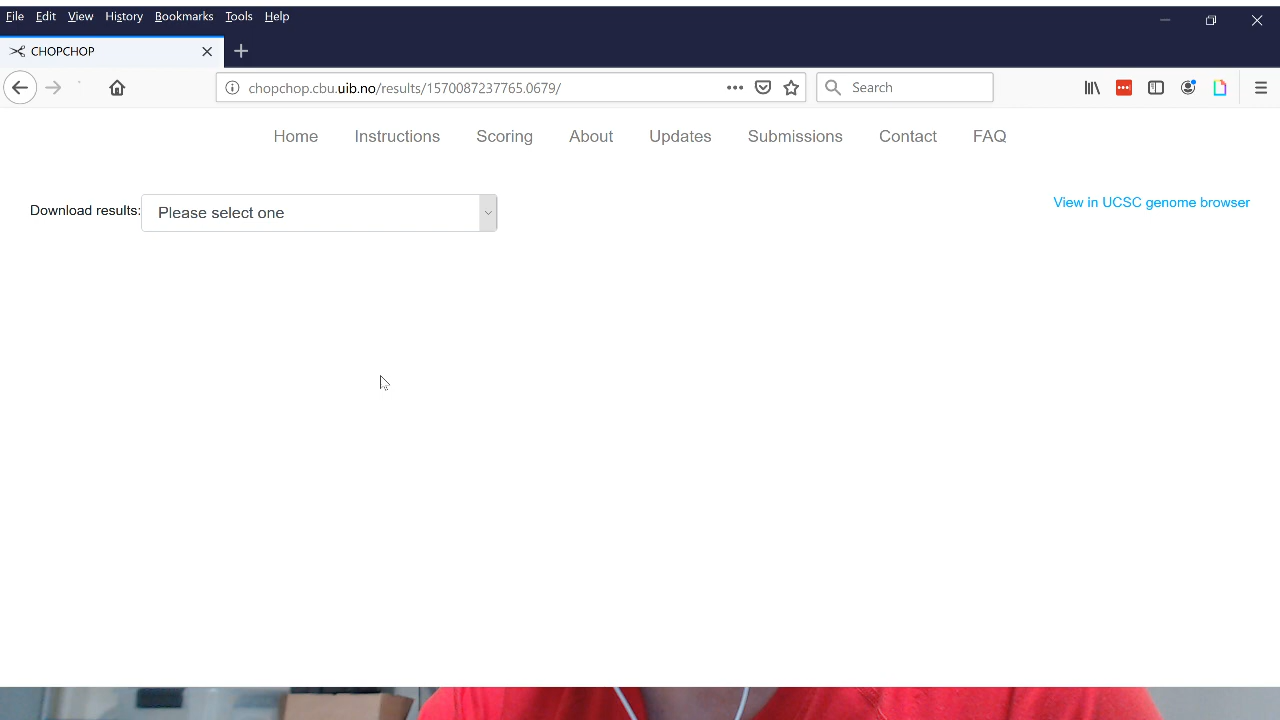 File Edit View History Bookmarks Tools Help
CHOPCHOP
chopchop.cbu.uib.no/results/1570087237765.0679/
Search
Home Instructions Scoring About Updates Submissions Contact FAQ
Download results: Please select one
View in UCSC genome browser